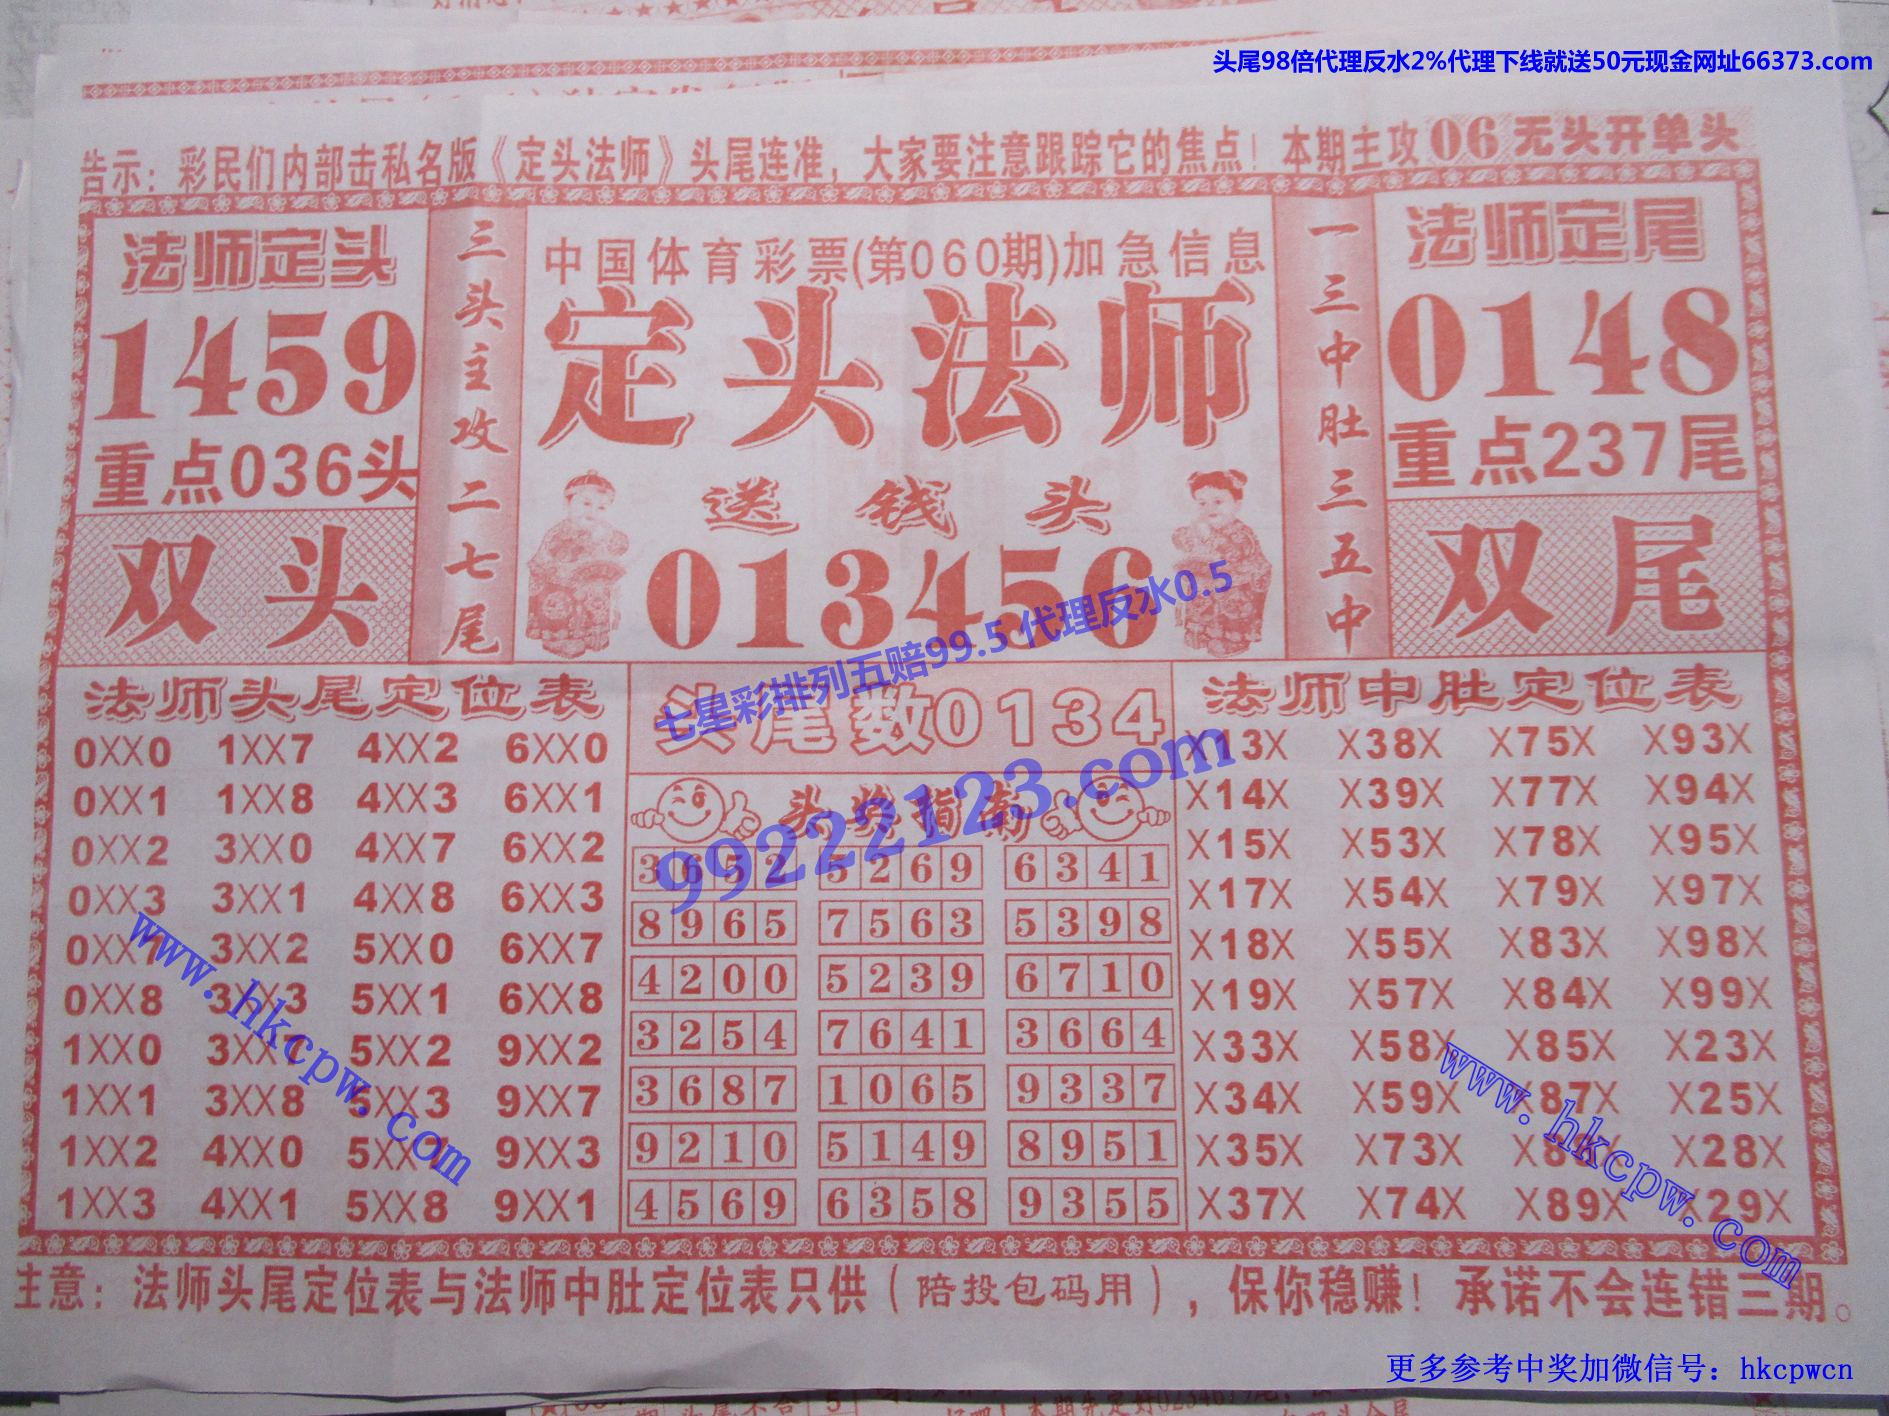 头尾98倍代理反水2%代理下线就送50元现金网址66373.com
告示：彩民们内部击私名版《定头法师》头尾连准，大家要注意跟踪它的焦点！本期主攻06无头开单头
法师定头
1459
重点036头
双头
三头主攻二七尾
中国体育彩票(第060期)加急信息
定头法师
送钱头
013456
一三中肚三五中
法师定尾
0148
重点237尾
双尾
七星彩排列五赔99.5 代理反水0.5
99222123.com
法师头尾定位表
0XX0 1XX7 4XX2 6XX0
0XX1 1XX8 4XX3 6XX1
0XX2 3XX0 4XX7 6XX2
0XX3 3XX1 4XX8 6XX3
0XX7 3XX2 5XX0 6XX7
0XX8 3XX3 5XX1 6XX8
1XX0 3XX7 5XX2 9XX2
1XX1 3XX8 5XX3 9XX7
1XX2 4XX0 5XX7 9XX3
1XX3 4XX1 5XX8 9XX1
www.hkcpw.com
头尾数0134
头奖指南
3652 5269 6341
8965 7563 5398
4200 5239 6710
3254 7641 3664
3687 1065 9337
9210 5149 8951
4569 6358 9355
法师中肚定位表
X13X X38X X75X X93X
X14X X39X X77X X94X
X15X X53X X78X X95X
X17X X54X X79X X97X
X18X X55X X83X X98X
X19X X57X X84X X99X
X33X X58X X85X X23X
X34X X59X X87X X25X
X35X X73X X88X X28X
X37X X74X X89X X29X
www.hkcpw.com
主意：法师头尾定位表与法师中肚定位表只供（陪投包码用），保你稳赚！承诺不会连错三期。
更多参考中奖加微信号：hkcpwcn